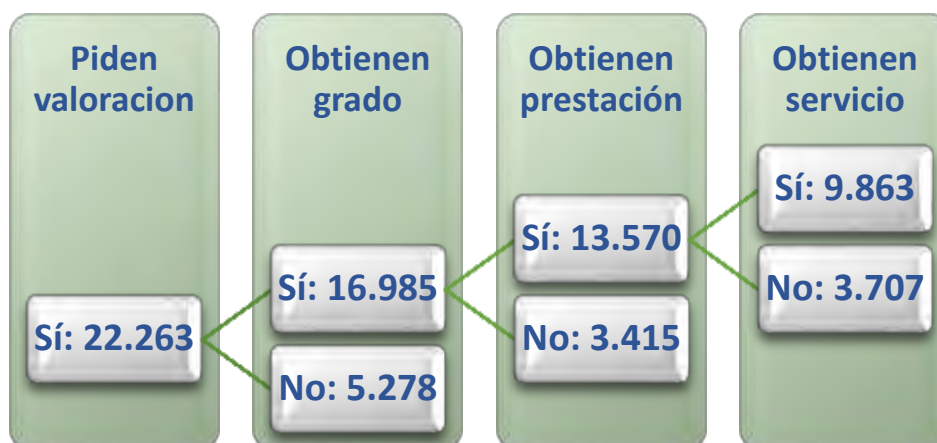 Piden
valoracion
Sí: 22.263
Obtienen
grado
Sí: 16.985
No: 5.278
Obtienen
prestación
Sí: 13.570
No: 3.415
Obtienen
servicio
Sí: 9.863
No: 3.707